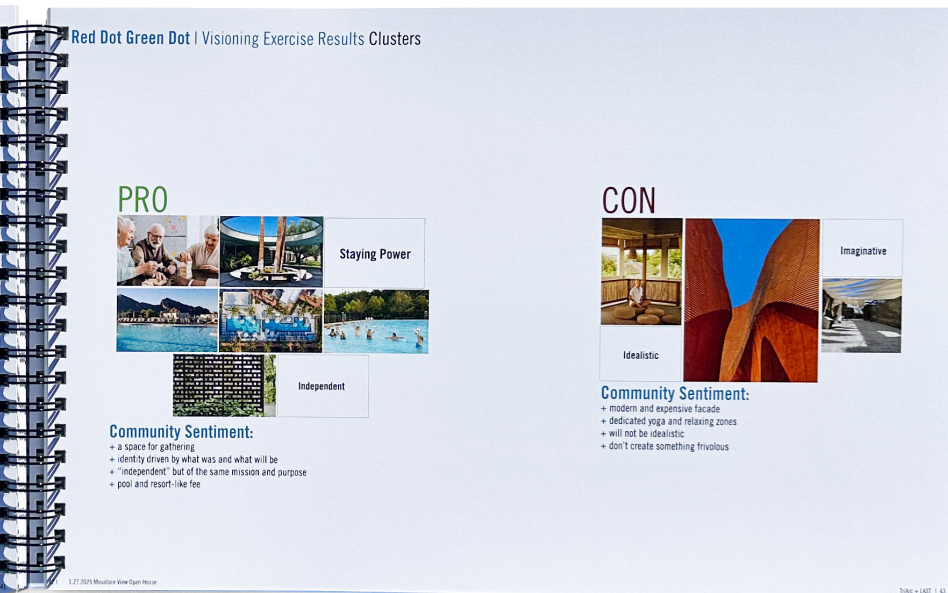 Red Dot Green Dot | Visioning Exercise Results Clusters
PRO
Staying Power
Independent
Community Sentiment:
+ a space for gathering
+ identity driven by what was and what will be
+ "independent" but of the same mission and purpose
+ pool and resort-like fee
CON
Imaginative
Idealistic
Community Sentiment:
+ modern and expensive facade
+ dedicated yoga and relaxing zones
+ will not be idealistic
+ don't create something frivolous
1.27.2025 Mountain View Open House
+ LAST | 43